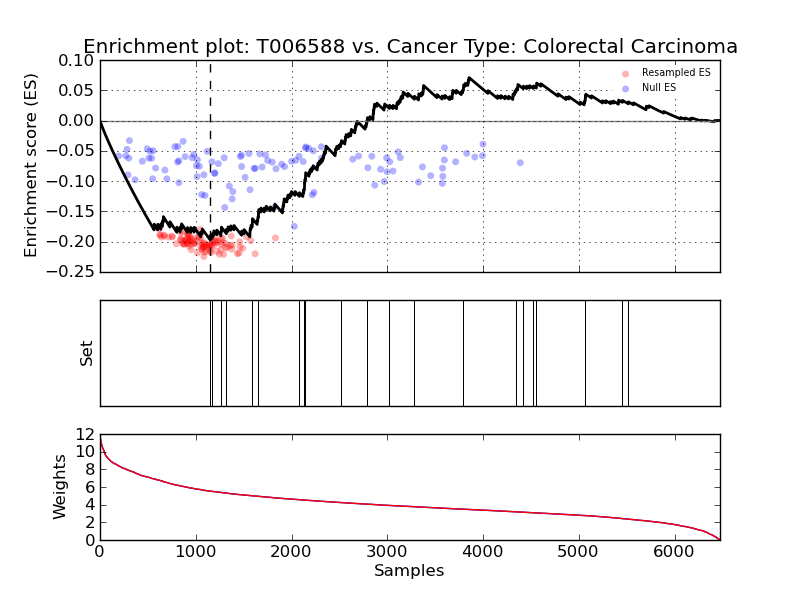 Enrichment plot: T006588 vs. Cancer Type: Colorectal Carcinoma
Enrichment score (ES)
0.10
0.05
0.00
−0.05
−0.10
−0.15
−0.20
−0.25
Resampled ES
Null ES
Set
Weights
12
10
8
6
4
2
0
0 1000 2000 3000 4000 5000 6000
Samples